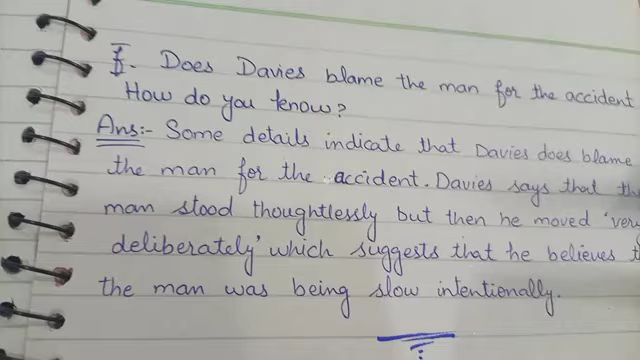 f. Does Davies blame the man for the accident
How do you know?
Ans:- Some details indicate that Davies does blame
the man for the accident. Davies says that the
man stood thoughtlessly but then he moved 'very
deliberately' which suggests that he believes
the man was being slow intentionally.